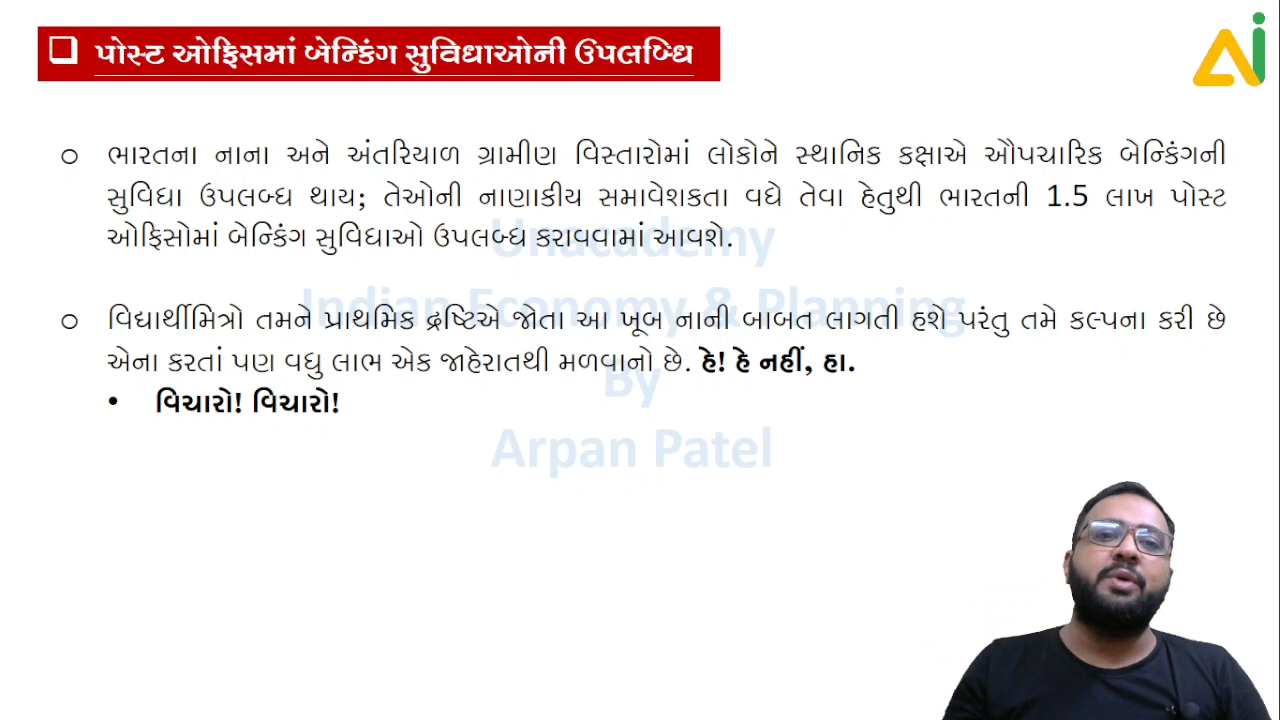 ❑ પોસ્ટ ઓફિસમાં બેન્કિંગ સુવિધાઓની ઉપલબ્ધિ
o ભારતના નાના અને અંતરિયાળ ગ્રામીણ વિસ્તારોમાં લોકોને સ્થાનિક કક્ષાએ ઔપચારિક બેન્કિંગની
સુવિધા ઉપલબ્ધ થાય; તેઓની નાણાકીય સમાવેશકતા વધે તેવા હેતુથી ભારતની 1.5 લાખ પોસ્ટ
ઓફિસોમાં બેન્કિંગ સુવિધાઓ ઉપલબ્ધ કરાવવામાં આવશે.
o વિદ્યાર્થીમિત્રો તમને પ્રાથમિક દ્રષ્ટિએ જોતા આ ખૂબ નાની બાબત લાગતી હશે પરંતુ તમે કલ્પના કરી છે
એના કરતાં પણ વધુ લાભ એક જાહેરાતથી મળવાનો છે. હે! હે નહીં, હા.
• વિચારો! વિચારો!
Unacademy
Indian Economy & Planning
By
Arpan Patel